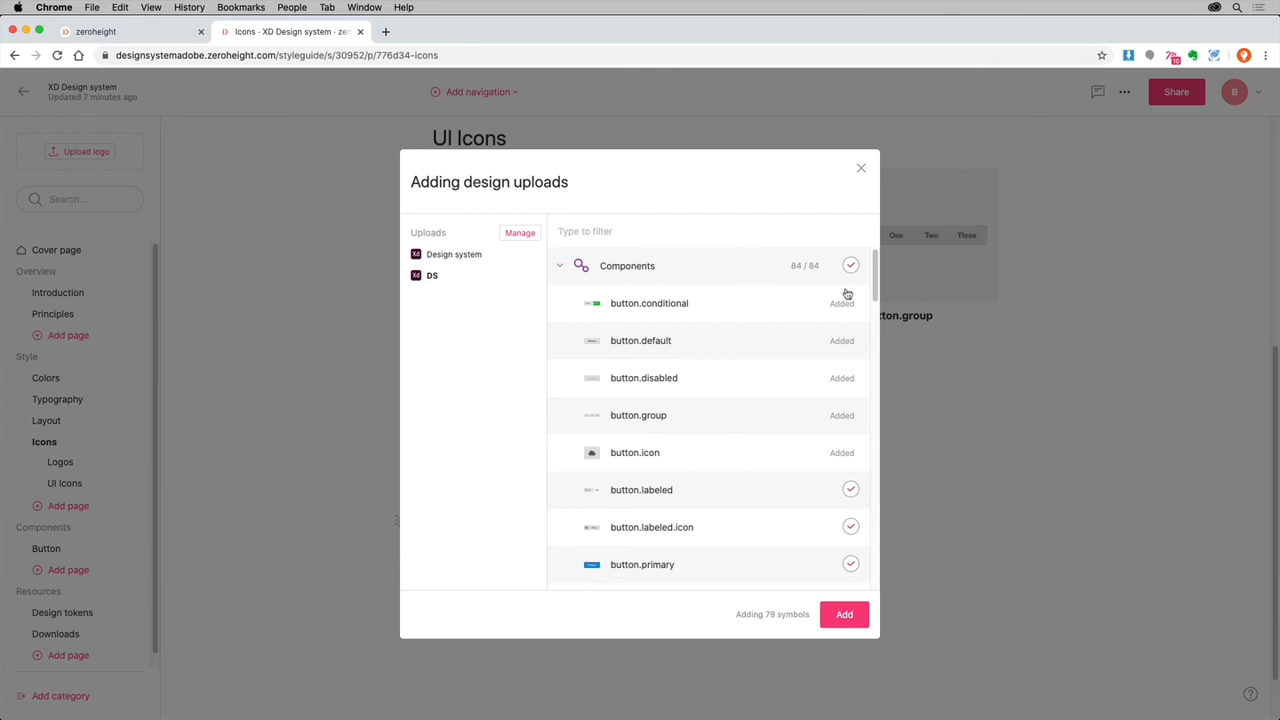 Chrome File Edit View History Bookmarks People Tab Window Help
zeroheight
Icons · XD Design system · zer
designsystemadobe.zeroheight.com/styleguide/s/30952/p/776d34-icons
10
XD Design system
Updated 7 minutes ago
Add navigation
Share
B
Upload logo
Search...
Cover page
Overview
Introduction
Principles
Add page
Style
Colors
Typography
Layout
Icons
Logos
UI Icons
Add page
Components
Button
Add page
Resources
Design tokens
Downloads
Add page
Add category
UI Icons
One Two Three
tton.group
Adding design uploads
Uploads
Manage
Xd Design system
Xd DS
Type to filter
Components 84 / 84
button.conditional Added
button.default Added
button.disabled Added
button.group Added
button.icon Added
button.labeled
button.labeled.icon
button.primary
Adding 79 symbols
Add